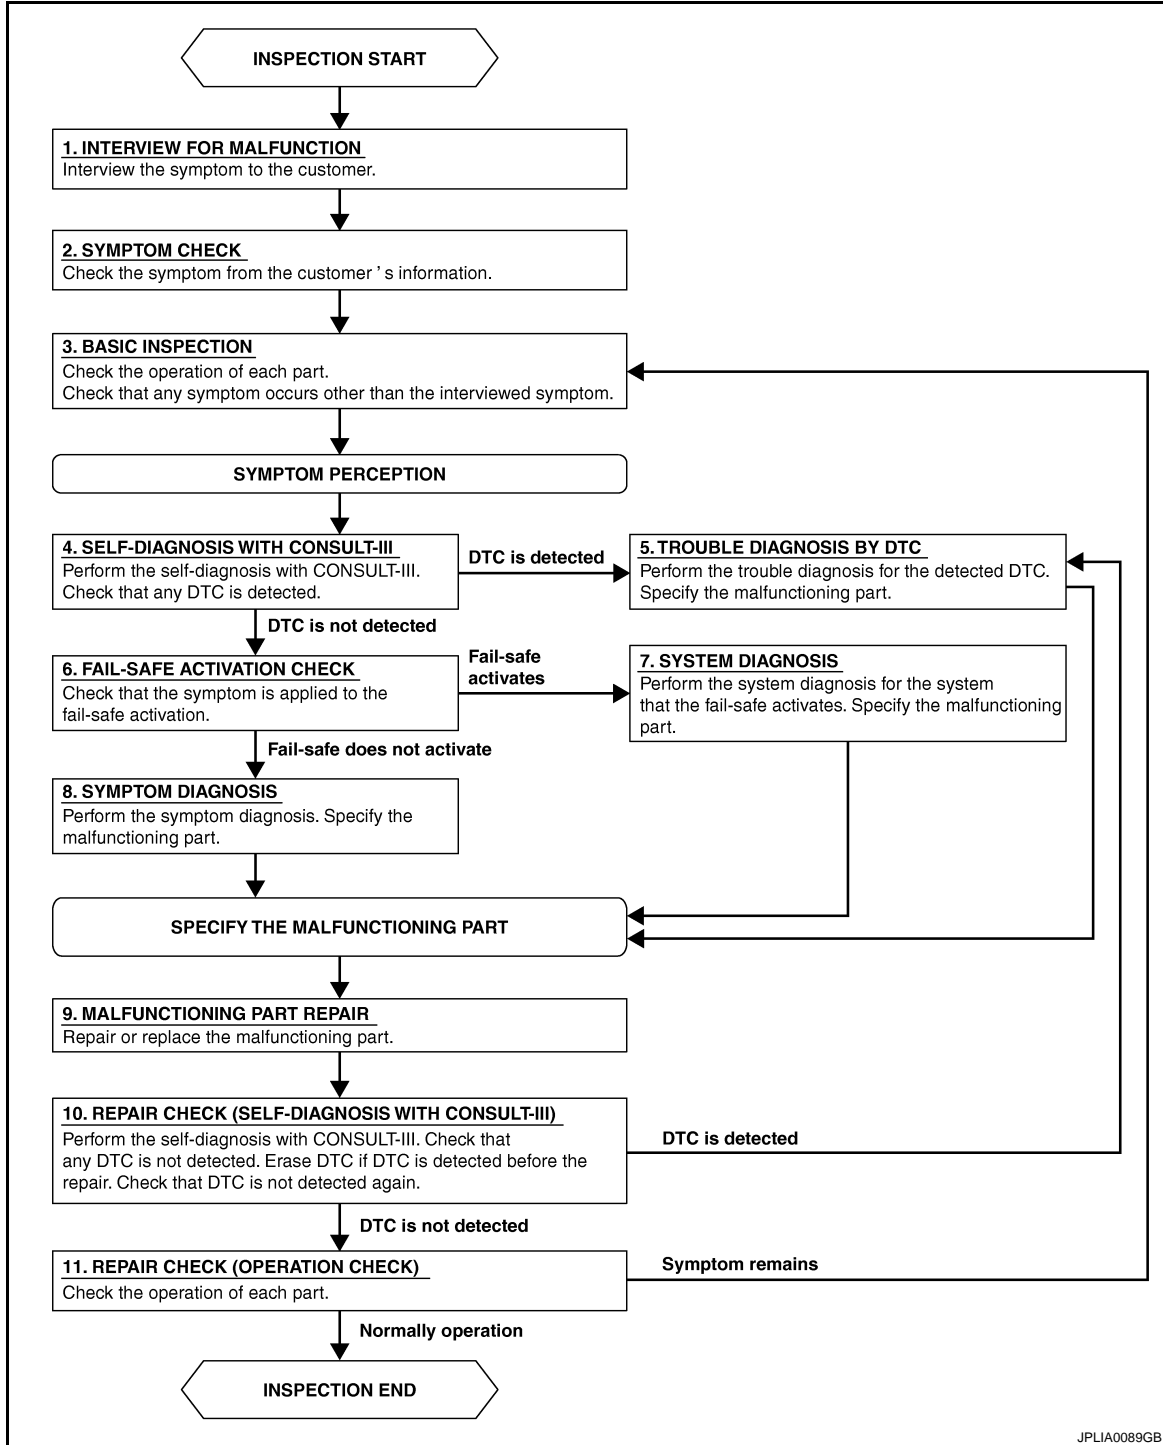 INSPECTION START
1. INTERVIEW FOR MALFUNCTION
Interview the symptom to the customer.
2. SYMPTOM CHECK
Check the symptom from the customer ’ s information.
3. BASIC INSPECTION
Check the operation of each part.
Check that any symptom occurs other than the interviewed symptom.
SYMPTOM PERCEPTION
4. SELF-DIAGNOSIS WITH CONSULT-III
Perform the self-diagnosis with CONSULT-III.
Check that any DTC is detected.
DTC is detected
5. TROUBLE DIAGNOSIS BY DTC
Perform the trouble diagnosis for the detected DTC.
Specify the malfunctioning part.
DTC is not detected
6. FAIL-SAFE ACTIVATION CHECK
Check that the symptom is applied to the
fail-safe activation.
Fail-safe
activates
7. SYSTEM DIAGNOSIS
Perform the system diagnosis for the system
that the fail-safe activates. Specify the malfunctioning
part.
Fail-safe does not activate
8. SYMPTOM DIAGNOSIS
Perform the symptom diagnosis. Specify the
malfunctioning part.
SPECIFY THE MALFUNCTIONING PART
9. MALFUNCTIONING PART REPAIR
Repair or replace the malfunctioning part.
10. REPAIR CHECK (SELF-DIAGNOSIS WITH CONSULT-III)
Perform the self-diagnosis with CONSULT-III. Check that
any DTC is not detected. Erase DTC if DTC is detected before the
repair. Check that DTC is not detected again.
DTC is detected
DTC is not detected
11. REPAIR CHECK (OPERATION CHECK)
Check the operation of each part.
Symptom remains
Normally operation
INSPECTION END
JPLIA0089GB